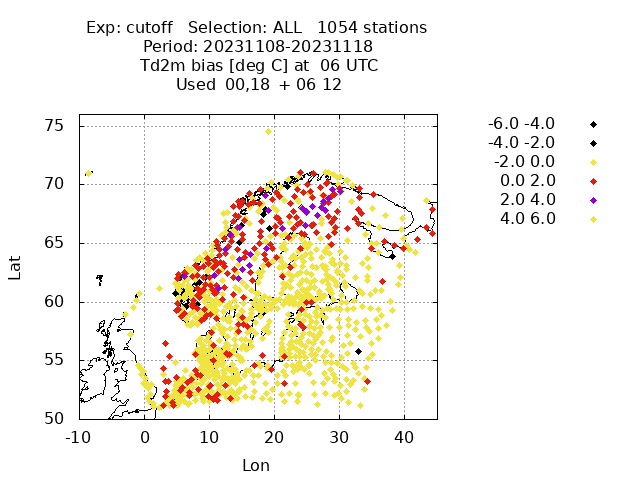 Exp: cutoff   Selection: ALL   1054 stations
Period: 20231108-20231118
Td2m bias [deg C] at  06 UTC
Used  00,18  + 06 12
-6.0 -4.0
-4.0 -2.0
-2.0 0.0
0.0 2.0
2.0 4.0
4.0 6.0
75
70
65
60
55
50
Lat
-10 0 10 20 30 40
Lon